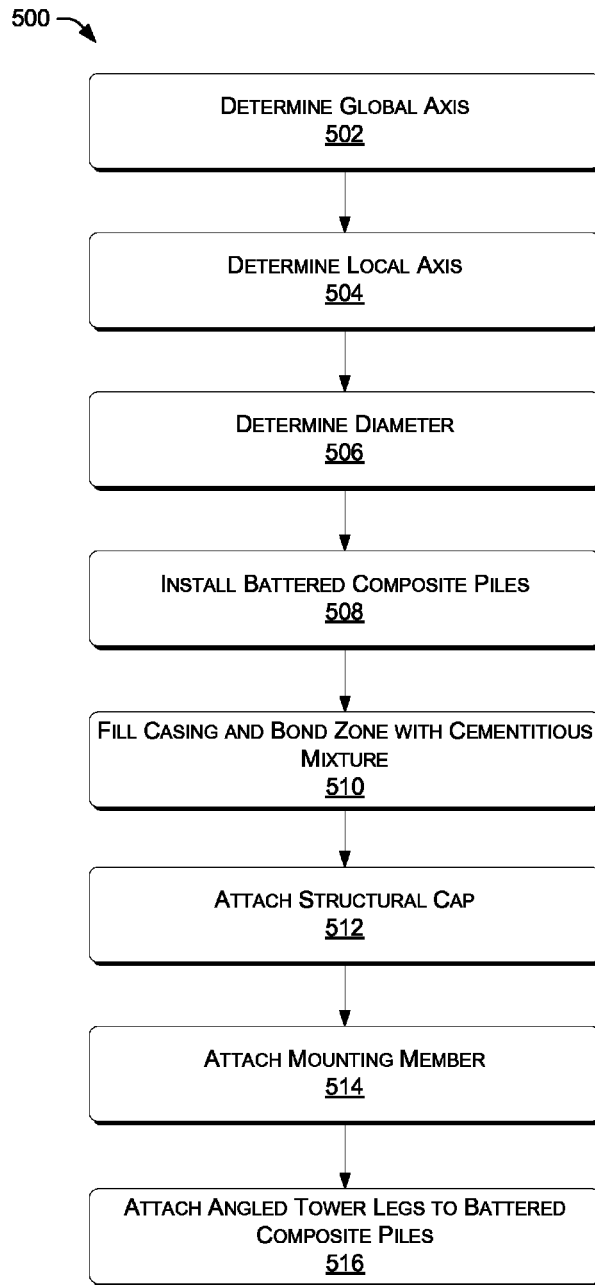 500
DETERMINE GLOBAL AXIS
502
DETERMINE LOCAL AXIS
504
DETERMINE DIAMETER
506
INSTALL BATTERED COMPOSITE PILES
508
FILL CASING AND BOND ZONE WITH CEMENTITIOUS
MIXTURE
510
ATTACH STRUCTURAL CAP
512
ATTACH MOUNTING MEMBER
514
ATTACH ANGLED TOWER LEGS TO BATTERED
COMPOSITE PILES
516